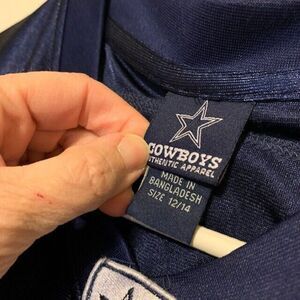 COWBOYS
AUTHENTIC APPAREL
MADE IN
BANGLADESH
SIZE 12/14